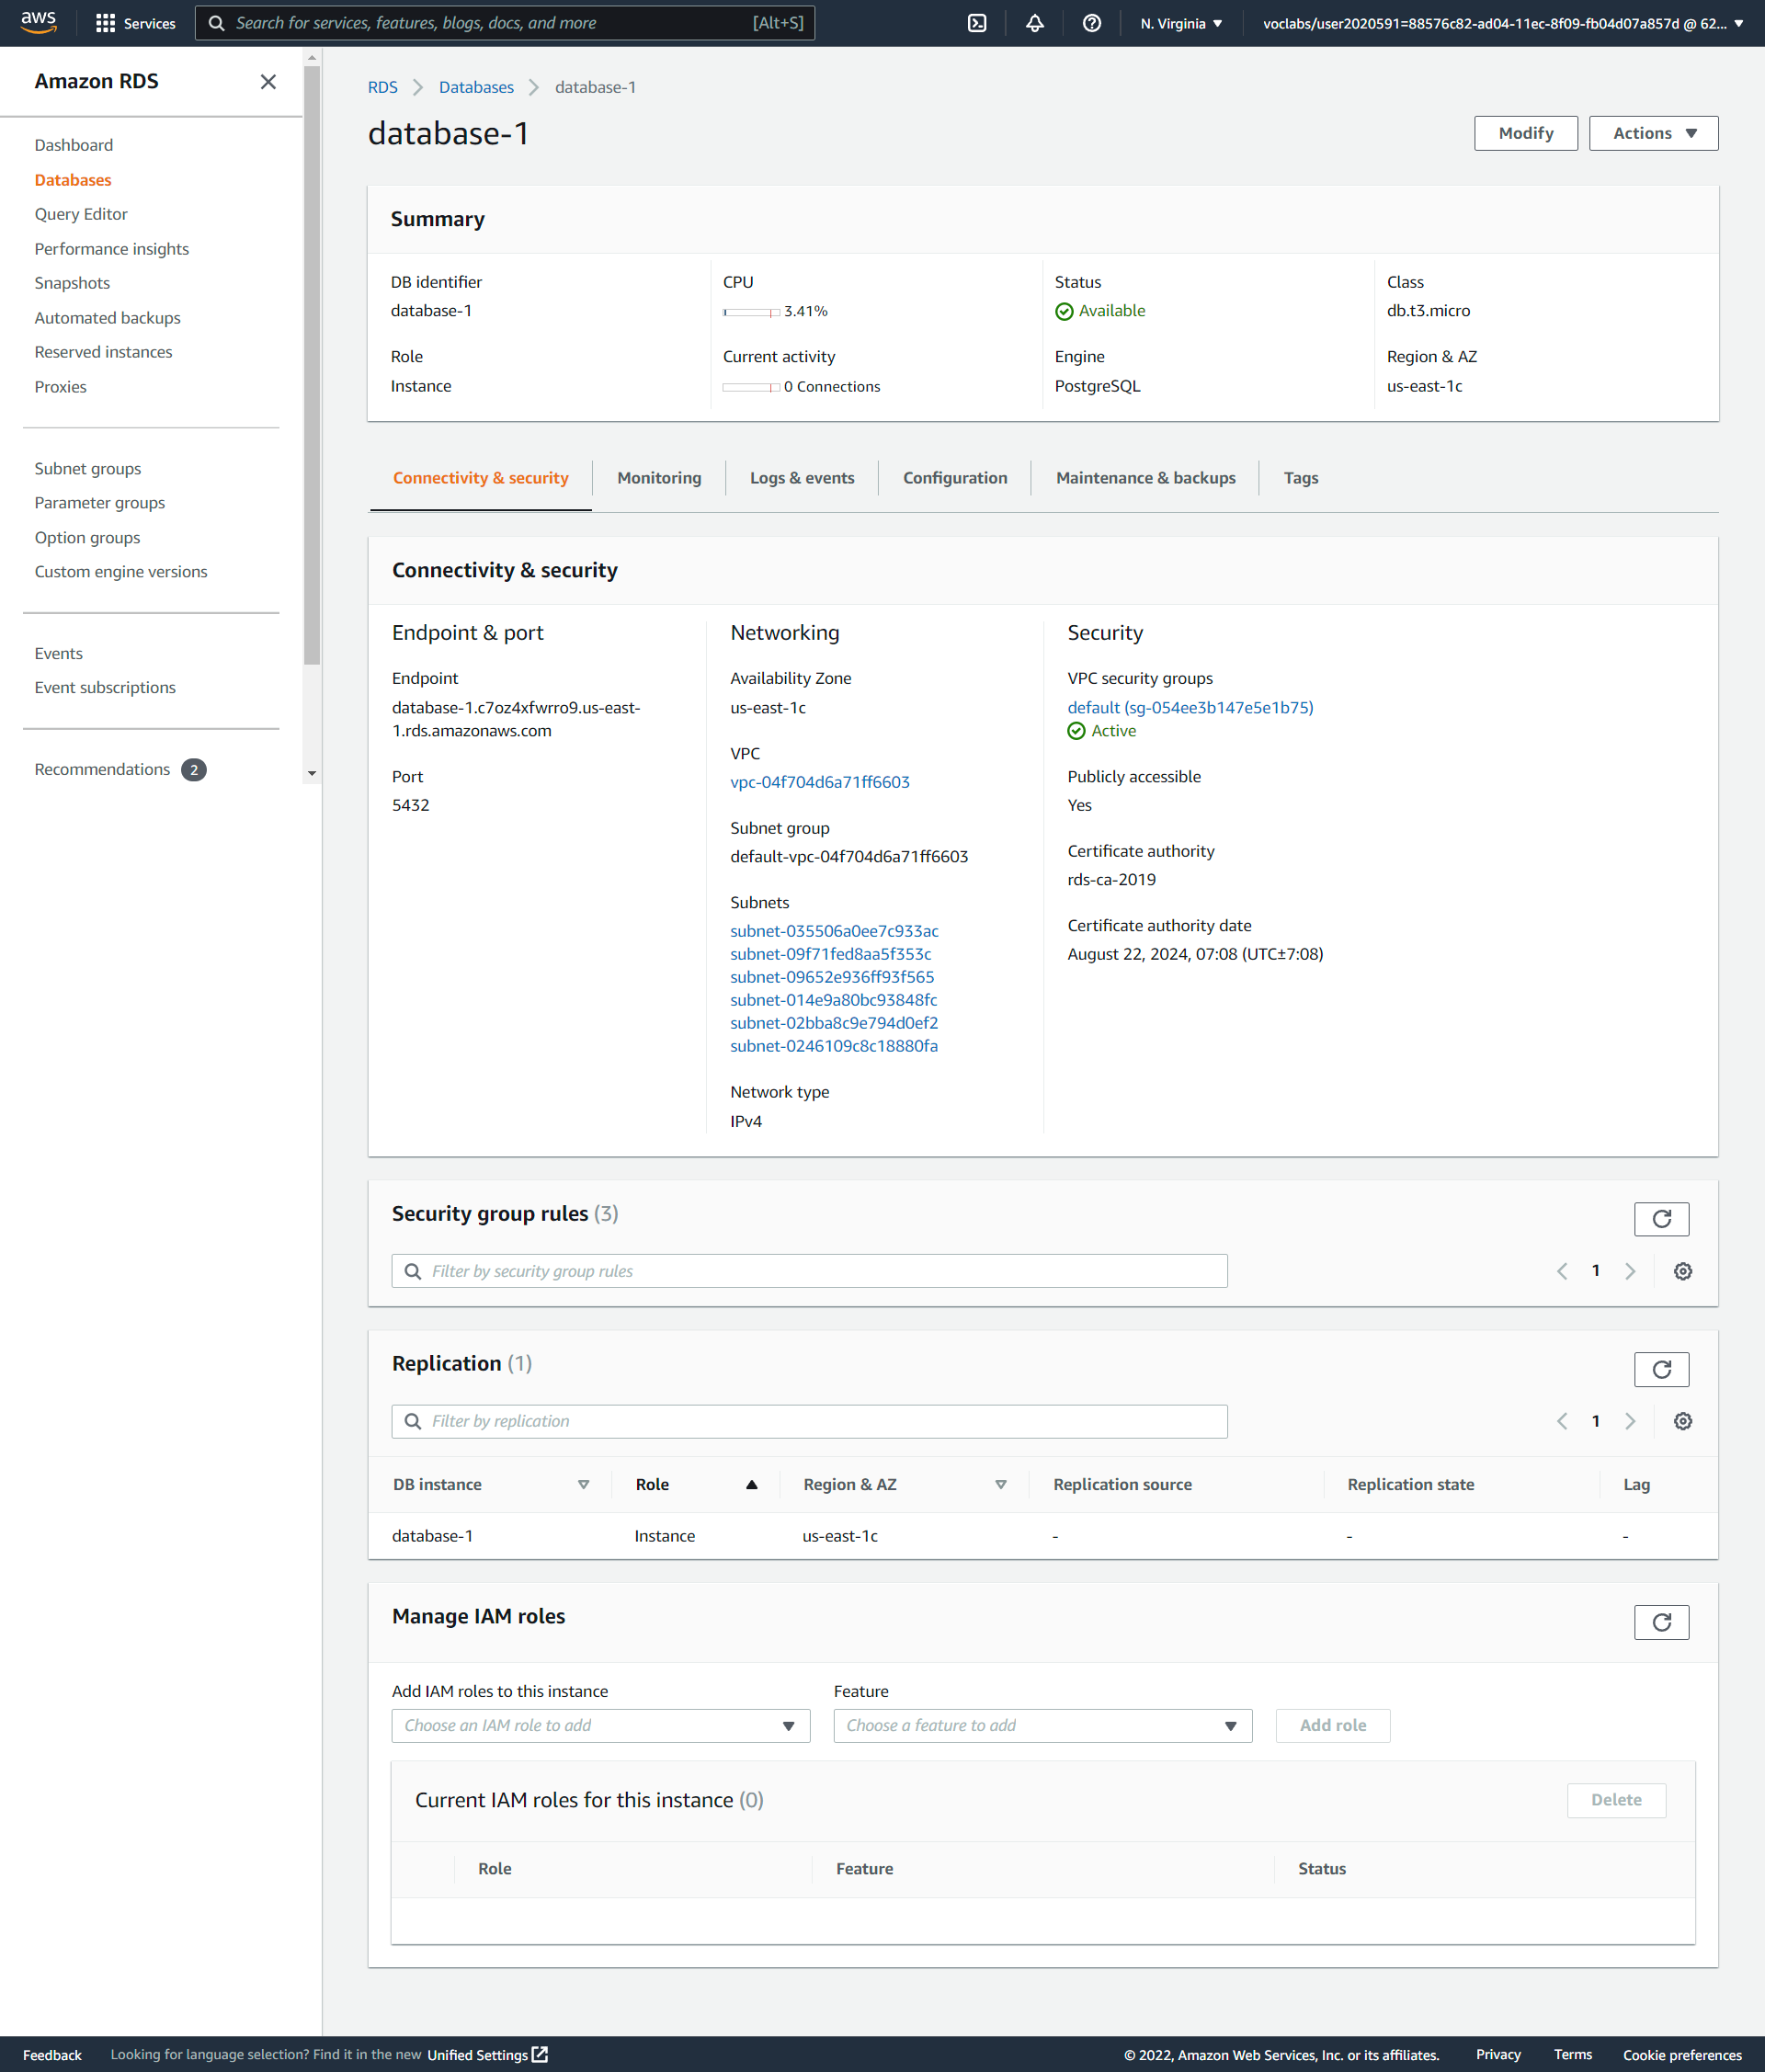 aws
Services
Search for services, features, blogs, docs, and more
[Alt+S]
N. Virginia
voclabs/user2020591=88576c82-ad04-11ec-8f09-fb04d07a857d @ 62...
Amazon RDS
Dashboard
Databases
Query Editor
Performance insights
Snapshots
Automated backups
Reserved instances
Proxies
Subnet groups
Parameter groups
Option groups
Custom engine versions
Events
Event subscriptions
Recommendations 2
RDS > Databases > database-1
database-1
Modify
Actions
Summary
DB identifier
database-1
Role
Instance
CPU
3.41%
Current activity
0 Connections
Status
Available
Engine
PostgreSQL
Class
db.t3.micro
Region & AZ
us-east-1c
Connectivity & security
Monitoring
Logs & events
Configuration
Maintenance & backups
Tags
Connectivity & security
Endpoint & port
Endpoint
database-1.c7oz4xfwrro9.us-east-
1.rds.amazonaws.com
Port
5432
Networking
Availability Zone
us-east-1c
VPC
vpc-04f704d6a71ff6603
Subnet group
default-vpc-04f704d6a71ff6603
Subnets
subnet-035506a0ee7c933ac
subnet-09f71fed8aa5f353c
subnet-09652e936ff93f565
subnet-014e9a80bc93848fc
subnet-02bba8c9e794d0ef2
subnet-0246109c8c18880fa
Network type
IPv4
Security
VPC security groups
default (sg-054ee3b147e5e1b75)
Active
Publicly accessible
Yes
Certificate authority
rds-ca-2019
Certificate authority date
August 22, 2024, 07:08 (UTC±7:08)
Security group rules (3)
Filter by security group rules
1
Replication (1)
Filter by replication
1
DB instance Role Region & AZ Replication source Replication state Lag
database-1 Instance us-east-1c - - -
Manage IAM roles
Add IAM roles to this instance
Choose an IAM role to add
Feature
Choose a feature to add
Add role
Current IAM roles for this instance (0)
Delete
Role Feature Status
Feedback
Looking for language selection? Find it in the new Unified Settings
© 2022, Amazon Web Services, Inc. or its affiliates.
Privacy
Terms
Cookie preferences